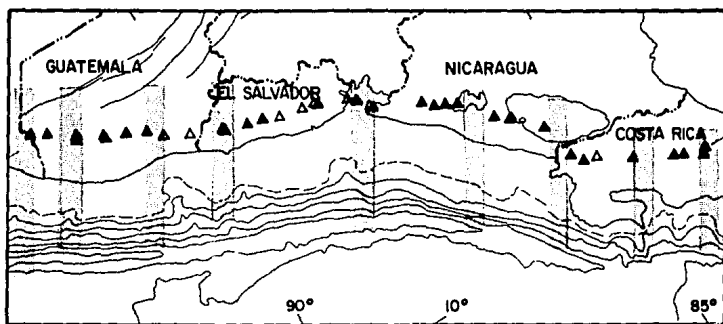 GUATEMALA
EL SALVADOR
NICARAGUA
COSTA RICA
90° 10° 85°